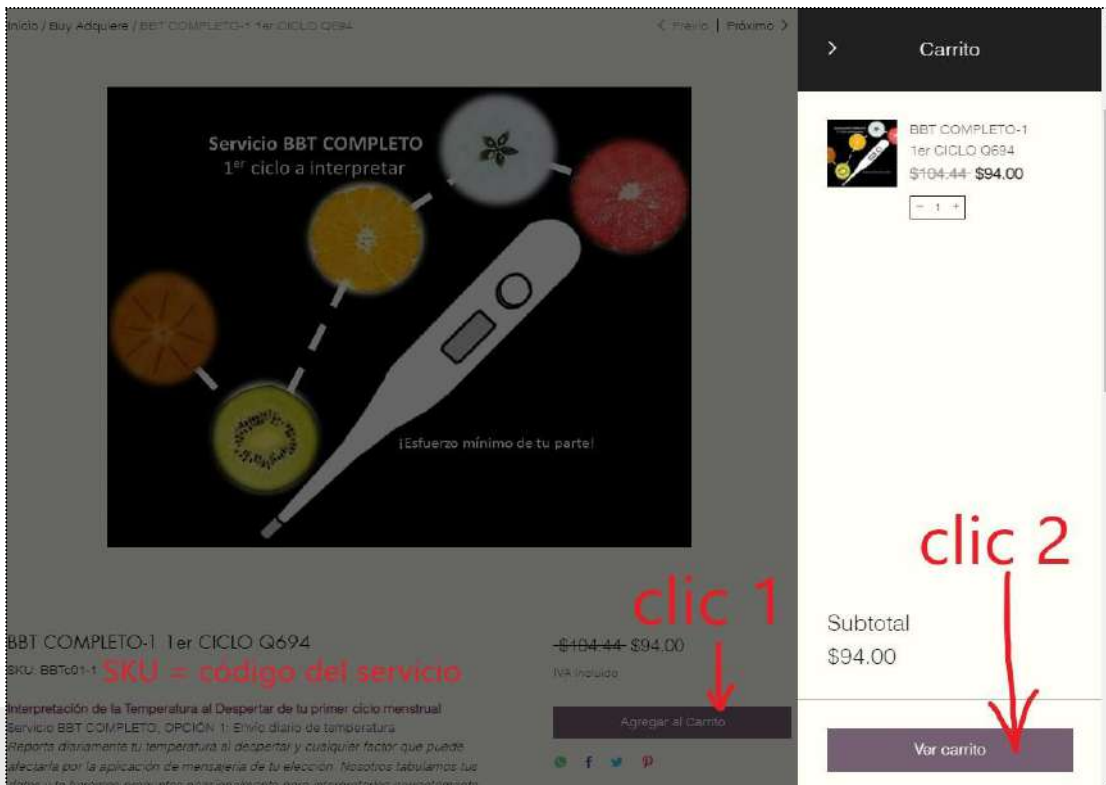 Inicio / Buy Adquiere / BBT COMPLETO-1 1er CICLO Q694
< Previo | Próximo >
Servicio BBT COMPLETO
1er ciclo a interpretar
¡Esfuerzo mínimo de tu parte!
clic 1
BBT COMPLETO-1 1er CICLO Q694
SKU: BBTc01-1
SKU = código del servicio
$104.44 $94.00
IVA Incluido
Agregar al Carrito
Interpretación de la Temperatura al Despertar de tu primer ciclo menstrual
Servicio BBT COMPLETO, OPCIÓN 1: Envío diario de temperatura
Reporta diariamente tu temperatura al despertar y cualquier factor que puede
afectarla por la aplicación de mensajería de tu elección. Nosotros tabulamos tus
Carrito
BBT COMPLETO-1
1er CICLO Q694
$104.44 $94.00
- 1 +
clic 2
Subtotal
$94.00
Ver carrito